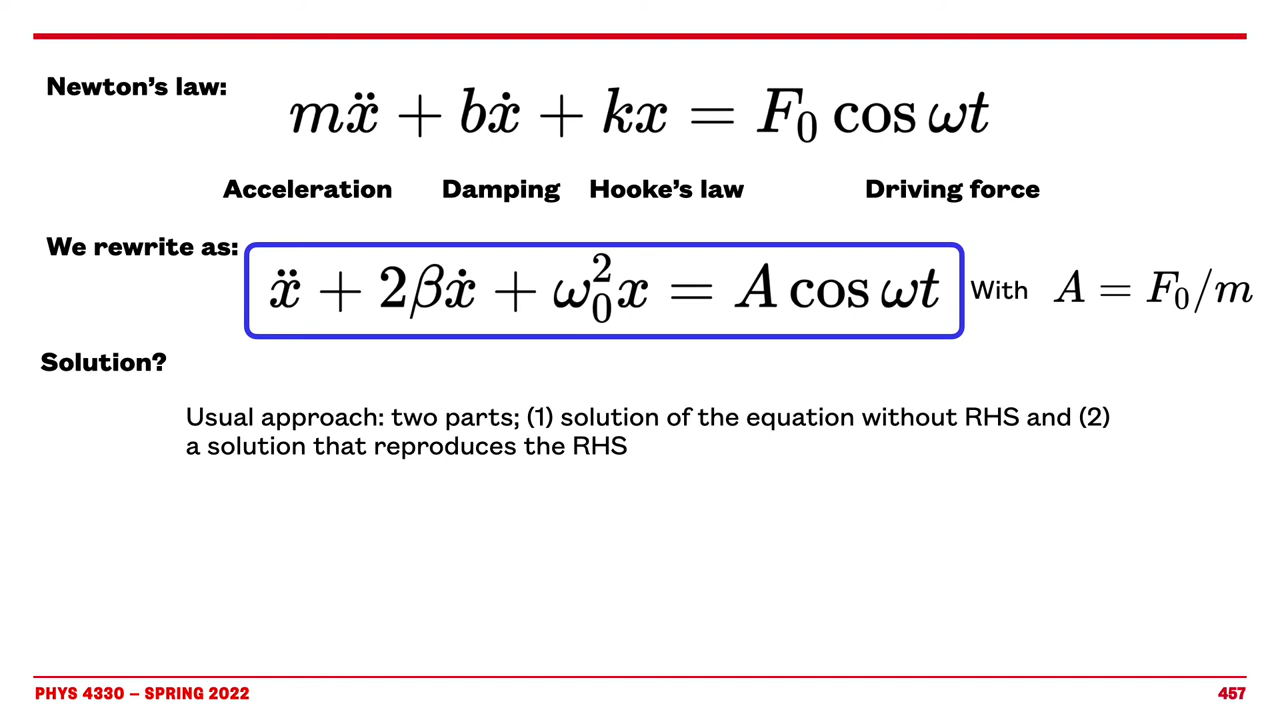 Newton's law:
mẍ + bẋ + kx = F₀ cos ωt
Acceleration Damping Hooke's law Driving force
We rewrite as:
ẍ + 2βẋ + ω₀²x = A cos ωt With A = F₀/m
Solution?
Usual approach: two parts; (1) solution of the equation without RHS and (2)
a solution that reproduces the RHS
PHYS 4330 – SPRING 2022 457